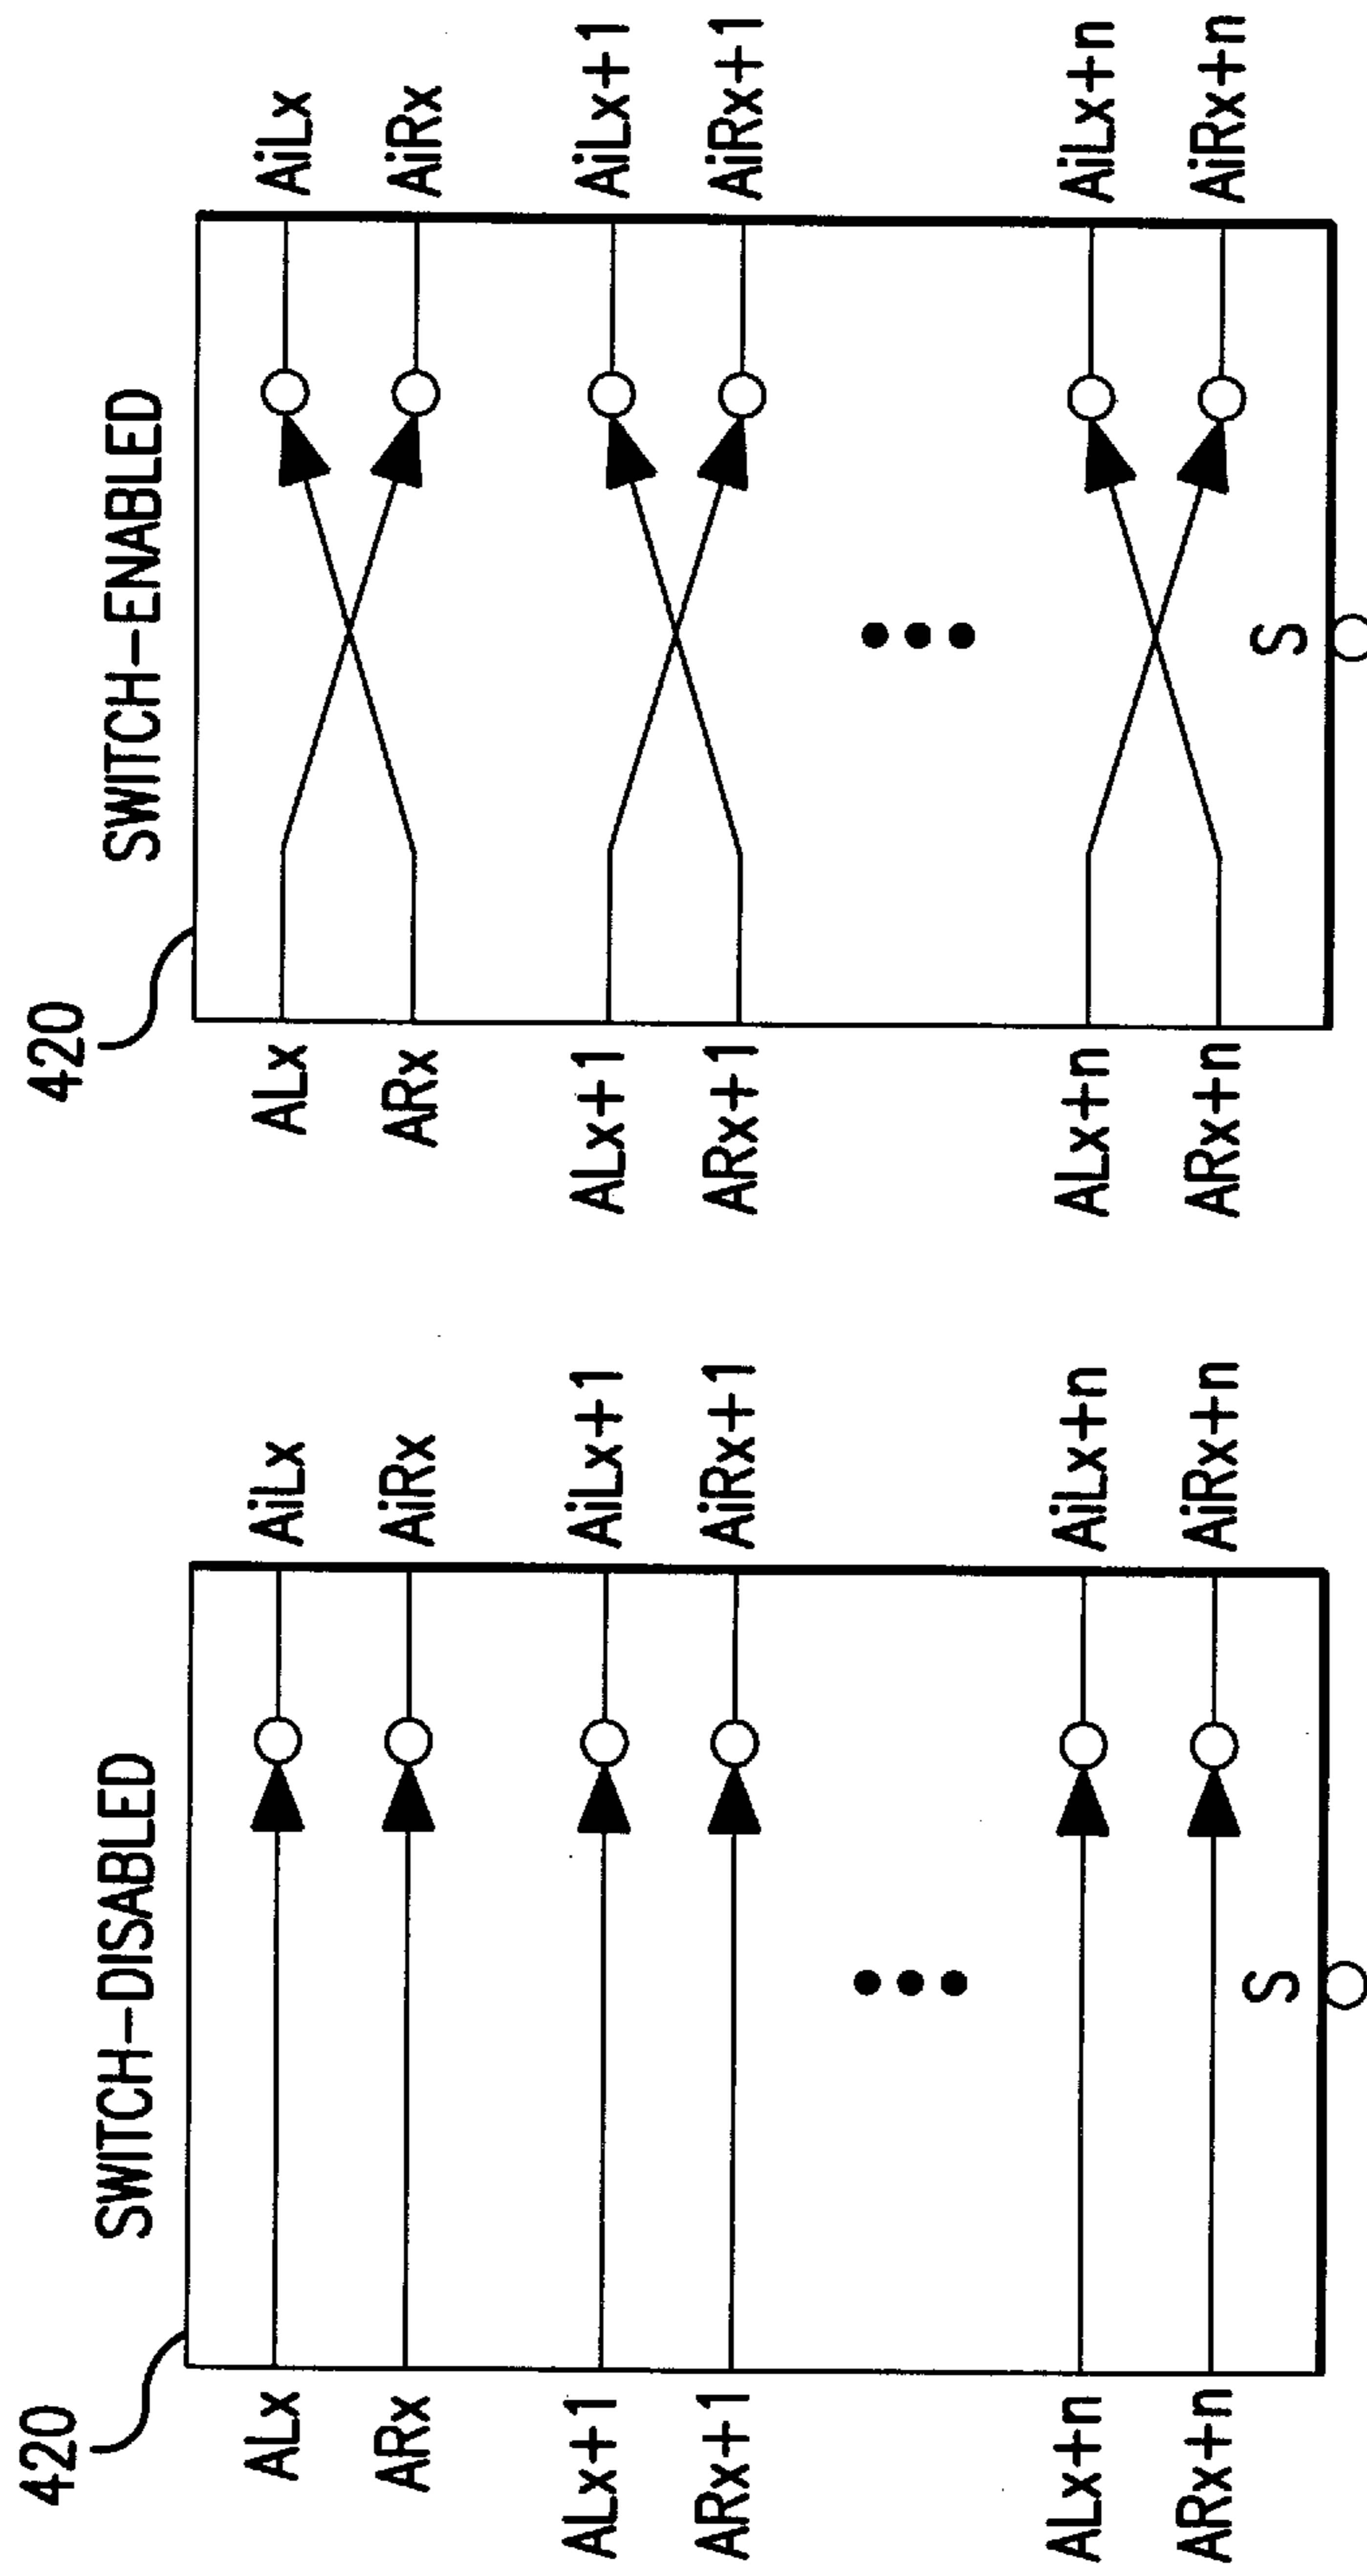 SWITCH-DISABLED
420
ALx
ARx
ALx+1
ARx+1
ALx+n
ARx+n
AiLx
AiRx
AiLx+1
AiRx+1
AiLx+n
AiRx+n
S
SWITCH-ENABLED
420
ALx
ARx
ALx+1
ARx+1
ALx+n
ARx+n
AiLx
AiRx
AiLx+1
AiRx+1
AiLx+n
AiRx+n
S